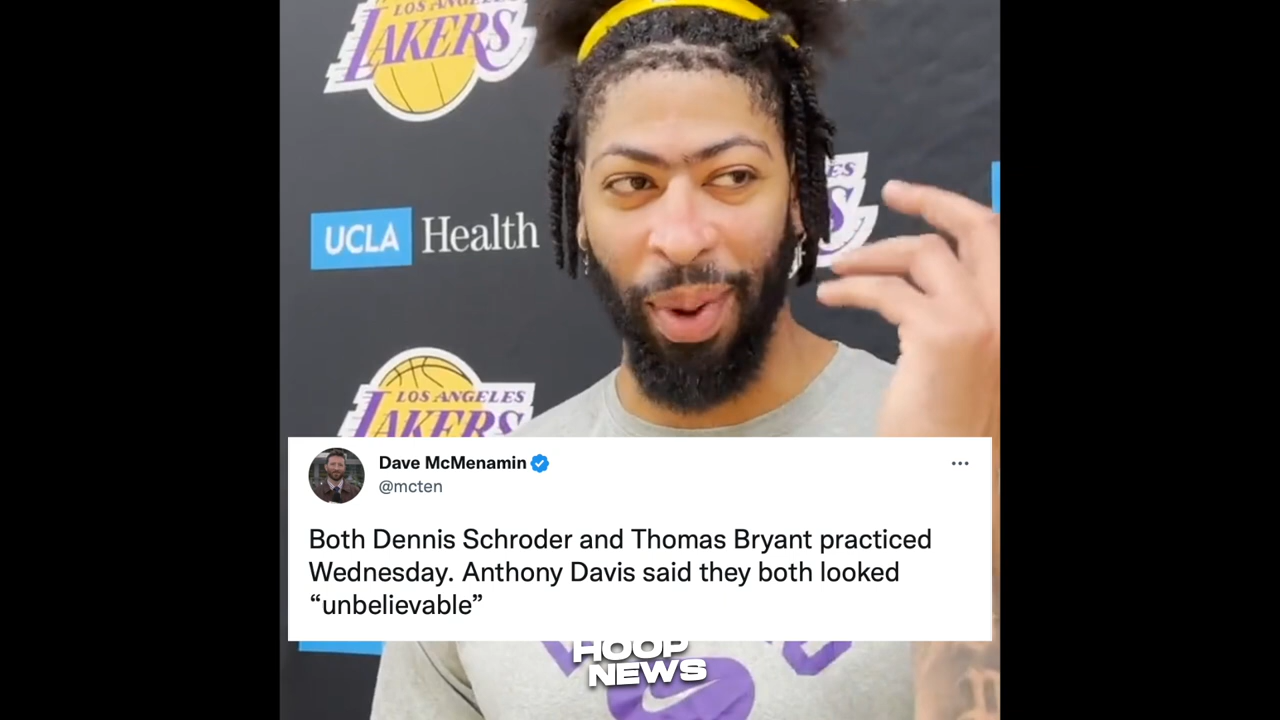 LOS ANGELES
LAKERS
ES
S
UCLA Health
LOS ANGELES
LAKERS
Dave McMenamin
@mcten
Both Dennis Schroder and Thomas Bryant practiced
Wednesday. Anthony Davis said they both looked
“unbelievable”
HOOP
NEWS